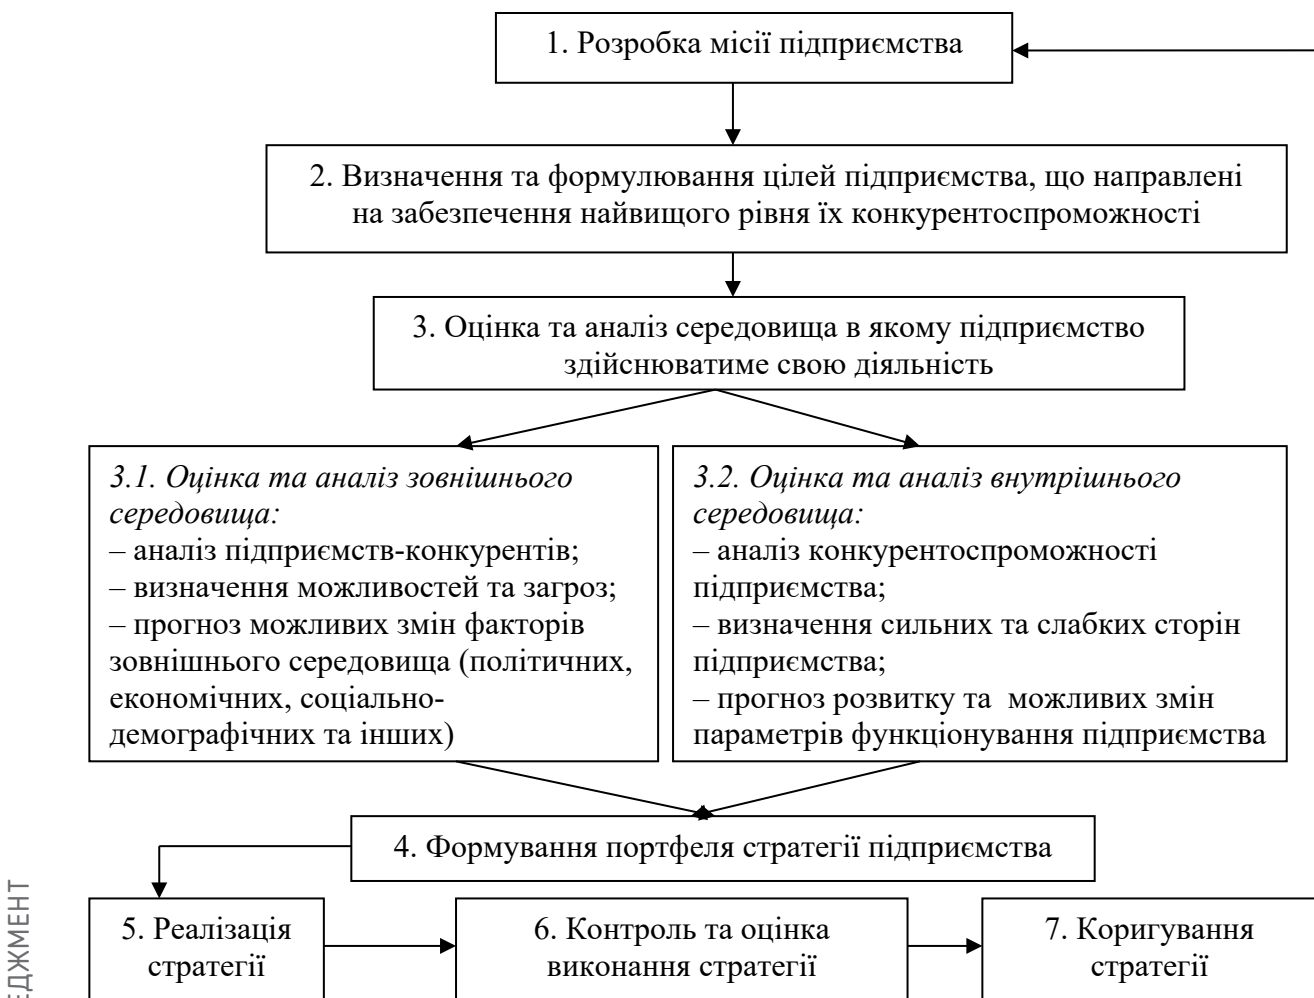 1. Розробка місії підприємства
2. Визначення та формулювання цілей підприємства, що направлені
на забезпечення найвищого рівня їх конкурентоспроможності
3. Оцінка та аналіз середовища в якому підприємство
здійснюватиме свою діяльність
3.1. Оцінка та аналіз зовнішнього
середовища:
– аналіз підприємств-конкурентів;
– визначення можливостей та загроз;
– прогноз можливих змін факторів
зовнішнього середовища (політичних,
економічних, соціально-
демографічних та інших)
3.2. Оцінка та аналіз внутрішнього
середовища:
– аналіз конкурентоспроможності
підприємства;
– визначення сильних та слабких сторін
підприємства;
– прогноз розвитку та  можливих змін
параметрів функціонування підприємства
4. Формування портфеля стратегії підприємства
5. Реалізація
стратегії
6. Контроль та оцінка
виконання стратегії
7. Коригування
стратегії